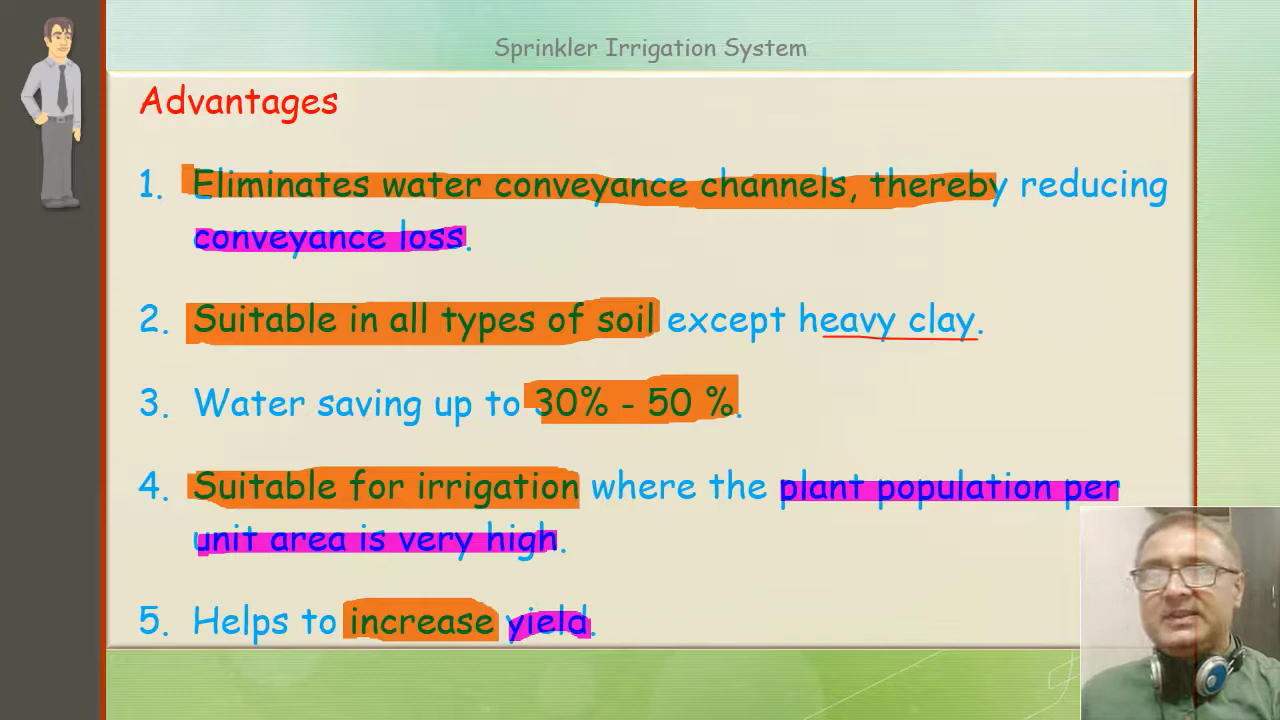 Sprinkler Irrigation System
Advantages
1. Eliminates water conveyance channels, thereby reducing
conveyance loss.
2. Suitable in all types of soil except heavy clay.
3. Water saving up to 30% - 50 %.
4. Suitable for irrigation where the plant population per
unit area is very high.
5. Helps to increase yield.